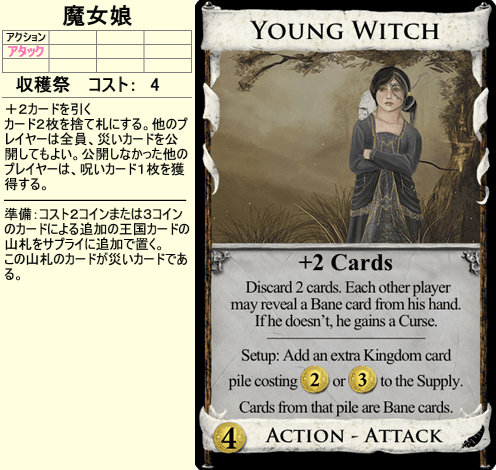 魔女娘
アクション
アタック
収穫祭 コスト: 4
+2カードを引く
カード2枚を捨て札にする。他のプ
レイヤーは全員、災いカードを公
開してもよい。公開しなかった他の
プレイヤーは、呪いカード1枚を獲
得する。
準備:コスト2コインまたは3コイン
のカードによる追加の王国カードの
山札をサプライに追加で置く。
この山札のカードが災いカードであ
る。
Young Witch
+2 Cards
Discard 2 cards. Each other player
may reveal a Bane card from his hand.
If he doesn't, he gains a Curse.
Setup: Add an extra Kingdom card
pile costing 2 or 3 to the Supply.
Cards from that pile are Bane cards.
4 Action - Attack